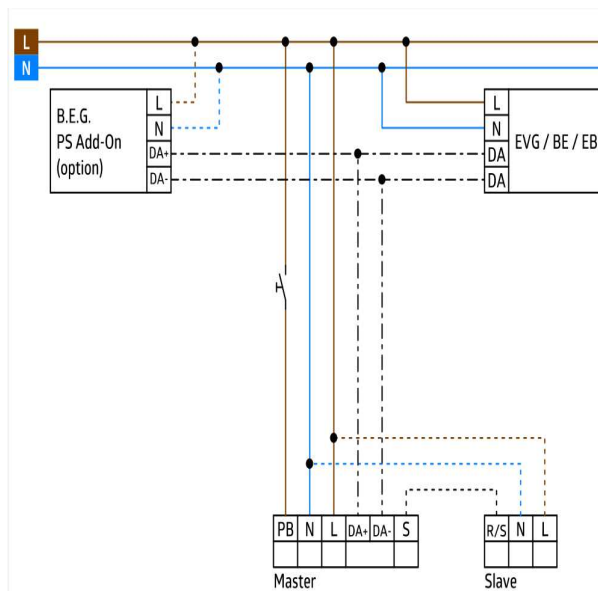 L
N
B.E.G.
PS Add-On
(option)
L
N
DA+
DA-
L
N
DA
DA
EVG / BE / EB
PB N L DA+ DA- S
R/S N L
Master
Slave